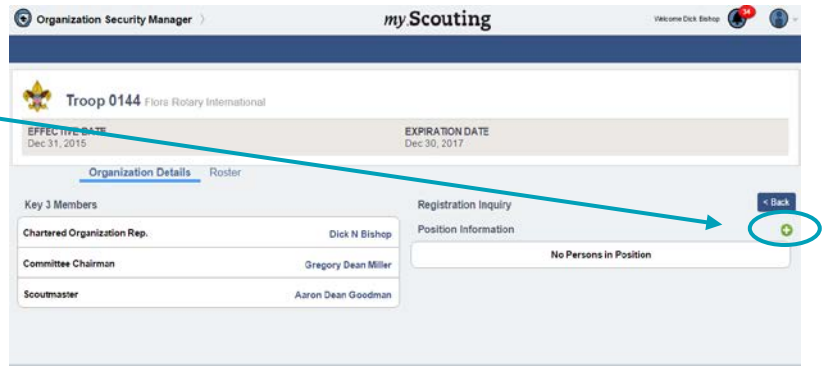 Organization Security Manager
my.Scouting
Welcome Dick Bishop
34
Troop 0144 Flora Rotary International
EFFECTIVE DATE
Dec 31, 2015
EXPIRATION DATE
Dec 30, 2017
Organization Details Roster
Key 3 Members
Chartered Organization Rep. Dick N Bishop
Committee Chairman Gregory Dean Miller
Scoutmaster Aaron Dean Goodman
Registration Inquiry
< Back
Position Information
No Persons in Position